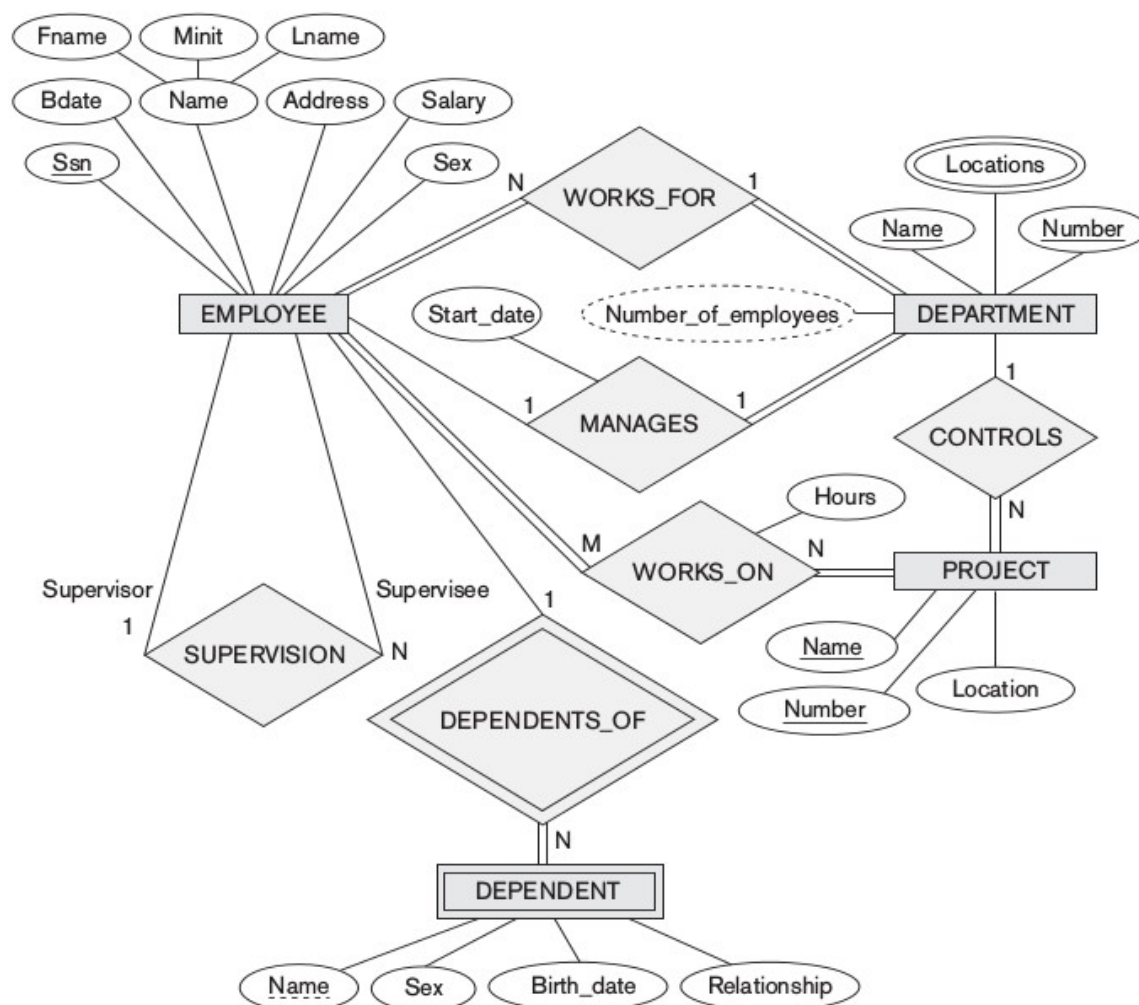 Fname
Minit
Lname
Bdate
Name
Address
Salary
Ssn
Sex
N
WORKS_FOR
1
Locations
Name
Number
EMPLOYEE
Start_date
Number_of_employees
DEPARTMENT
1
MANAGES
1
1
CONTROLS
Hours
N
M
WORKS_ON
N
PROJECT
Supervisor
Supervisee
1
1
SUPERVISION
N
Name
Location
Number
DEPENDENTS_OF
N
DEPENDENT
Name
Sex
Birth_date
Relationship